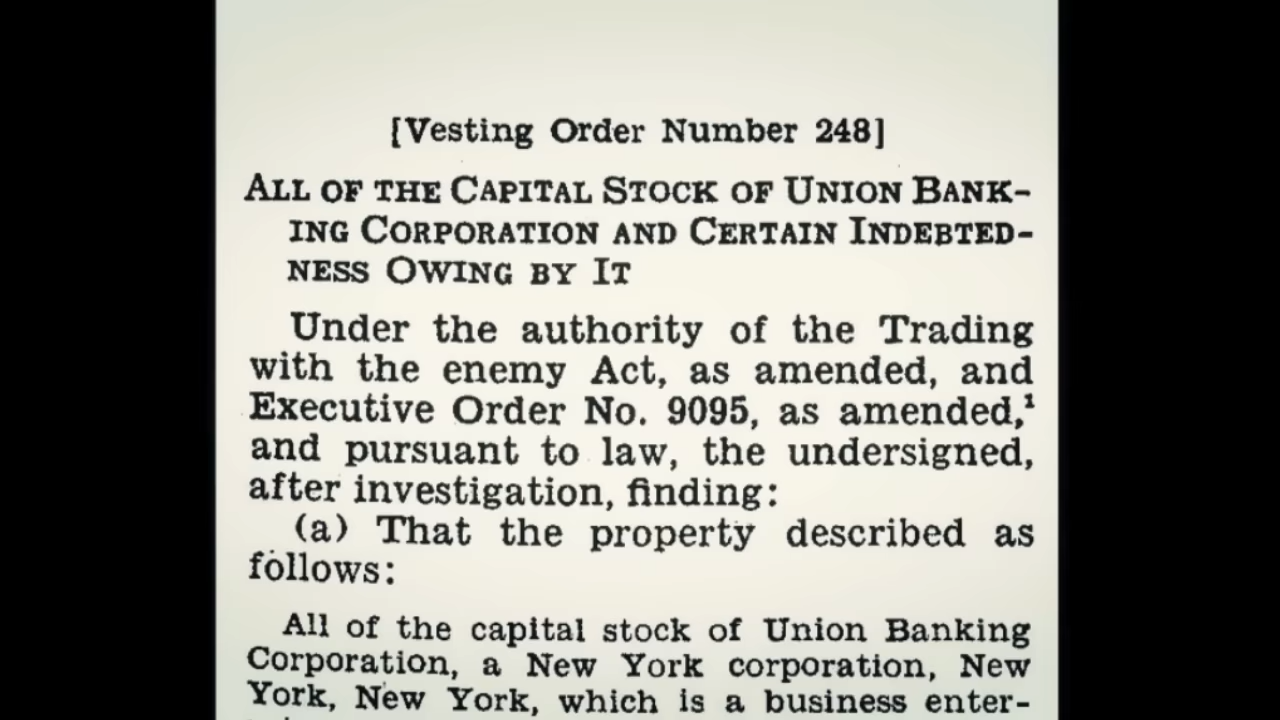 [Vesting Order Number 248]
ALL OF THE CAPITAL STOCK OF UNION BANK-
ING CORPORATION AND CERTAIN INDEBTED-
NESS OWING BY IT
Under the authority of the Trading
with the enemy Act, as amended, and
Executive Order No. 9095, as amended,¹
and pursuant to law, the undersigned,
after investigation, finding:
(a) That the property described as
follows:
All of the capital stock of Union Banking
Corporation, a New York corporation, New
York, New York, which is a business enter-